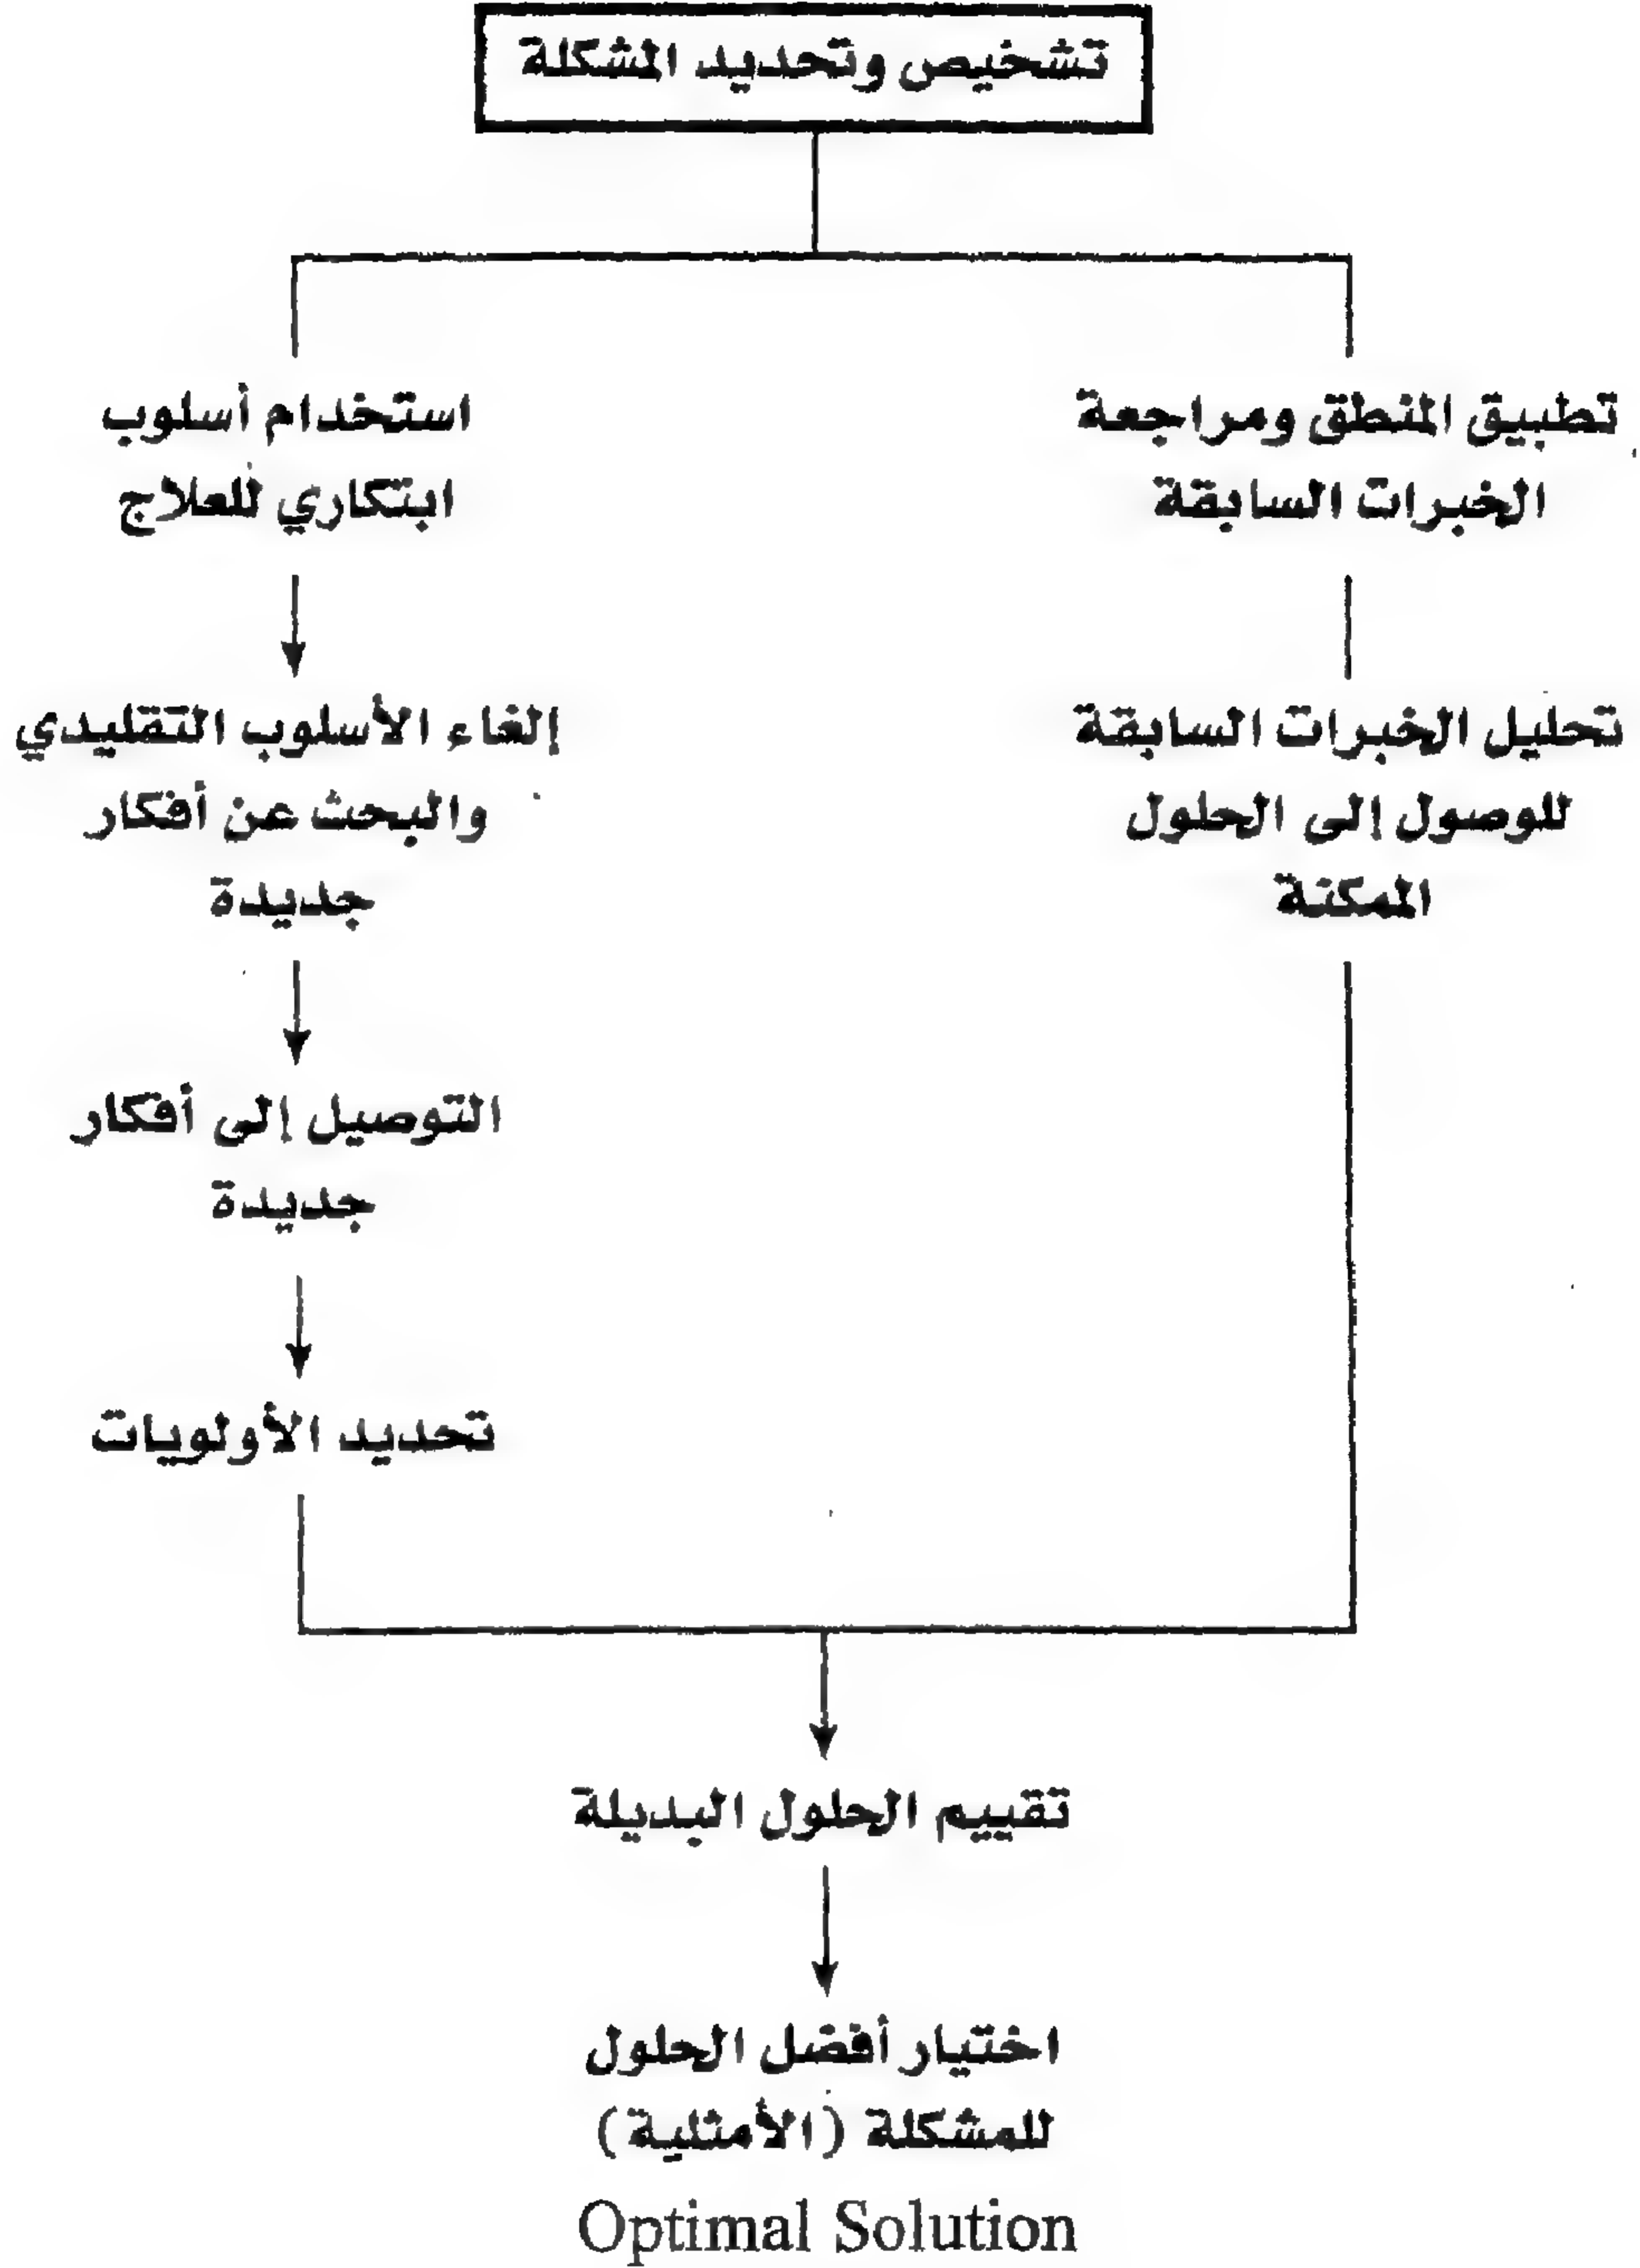 تشخيص وتحديد المشكلة
تطبيق المنطق ومراجعة
الخبرات السابقة
تحليل الخبرات السابقة
للوصول إلى الحلول
الممكنة
استخدام أسلوب
ابتكاري للعلاج
إلغاء الأسلوب التقليدي
والبحث عن أفكار
جديدة
التوصيل إلى أفكار
جديدة
تحديد الأولويات
تقييم الحلول البديلة
اختيار أفضل الحلول
للمشكلة (الأمثلية)
Optimal Solution